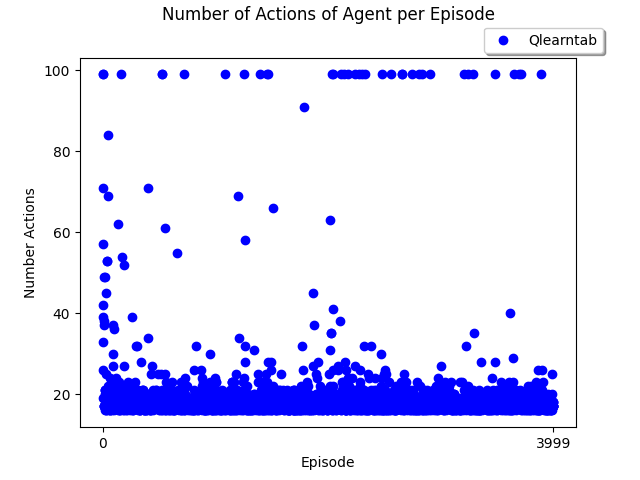 Number of Actions of Agent per Episode
Qlearntab
100
80
60
40
20
Number Actions
0
3999
Episode